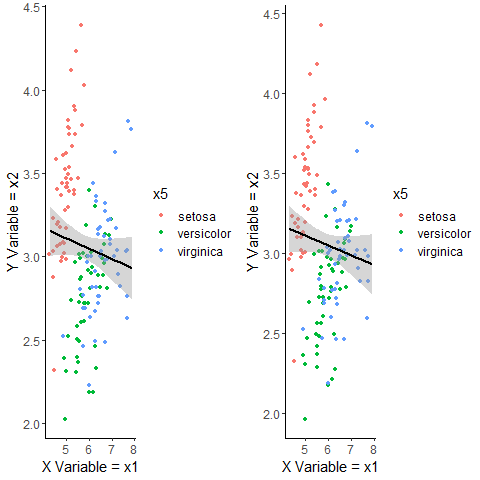 4.5
4.0
3.5
3.0
2.5
2.0
Y Variable = x2
5 6 7 8
X Variable = x1
x5
setosa
versicolor
virginica
4.5
4.0
3.5
3.0
2.5
2.0
Y Variable = x2
5 6 7 8
X Variable = x1
x5
setosa
versicolor
virginica